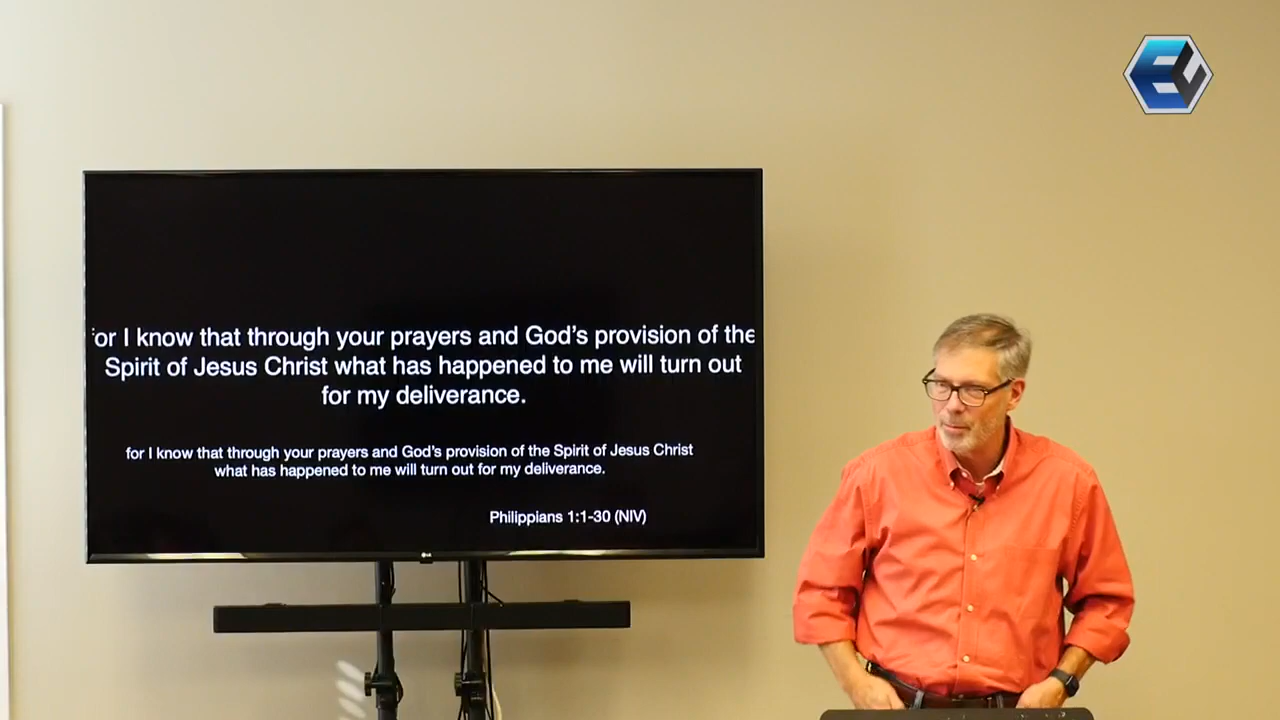 for I know that through your prayers and God's provision of the
Spirit of Jesus Christ what has happened to me will turn out
for my deliverance.
for I know that through your prayers and God's provision of the Spirit of Jesus Christ
what has happened to me will turn out for my deliverance.
Philippians 1:1-30 (NIV)